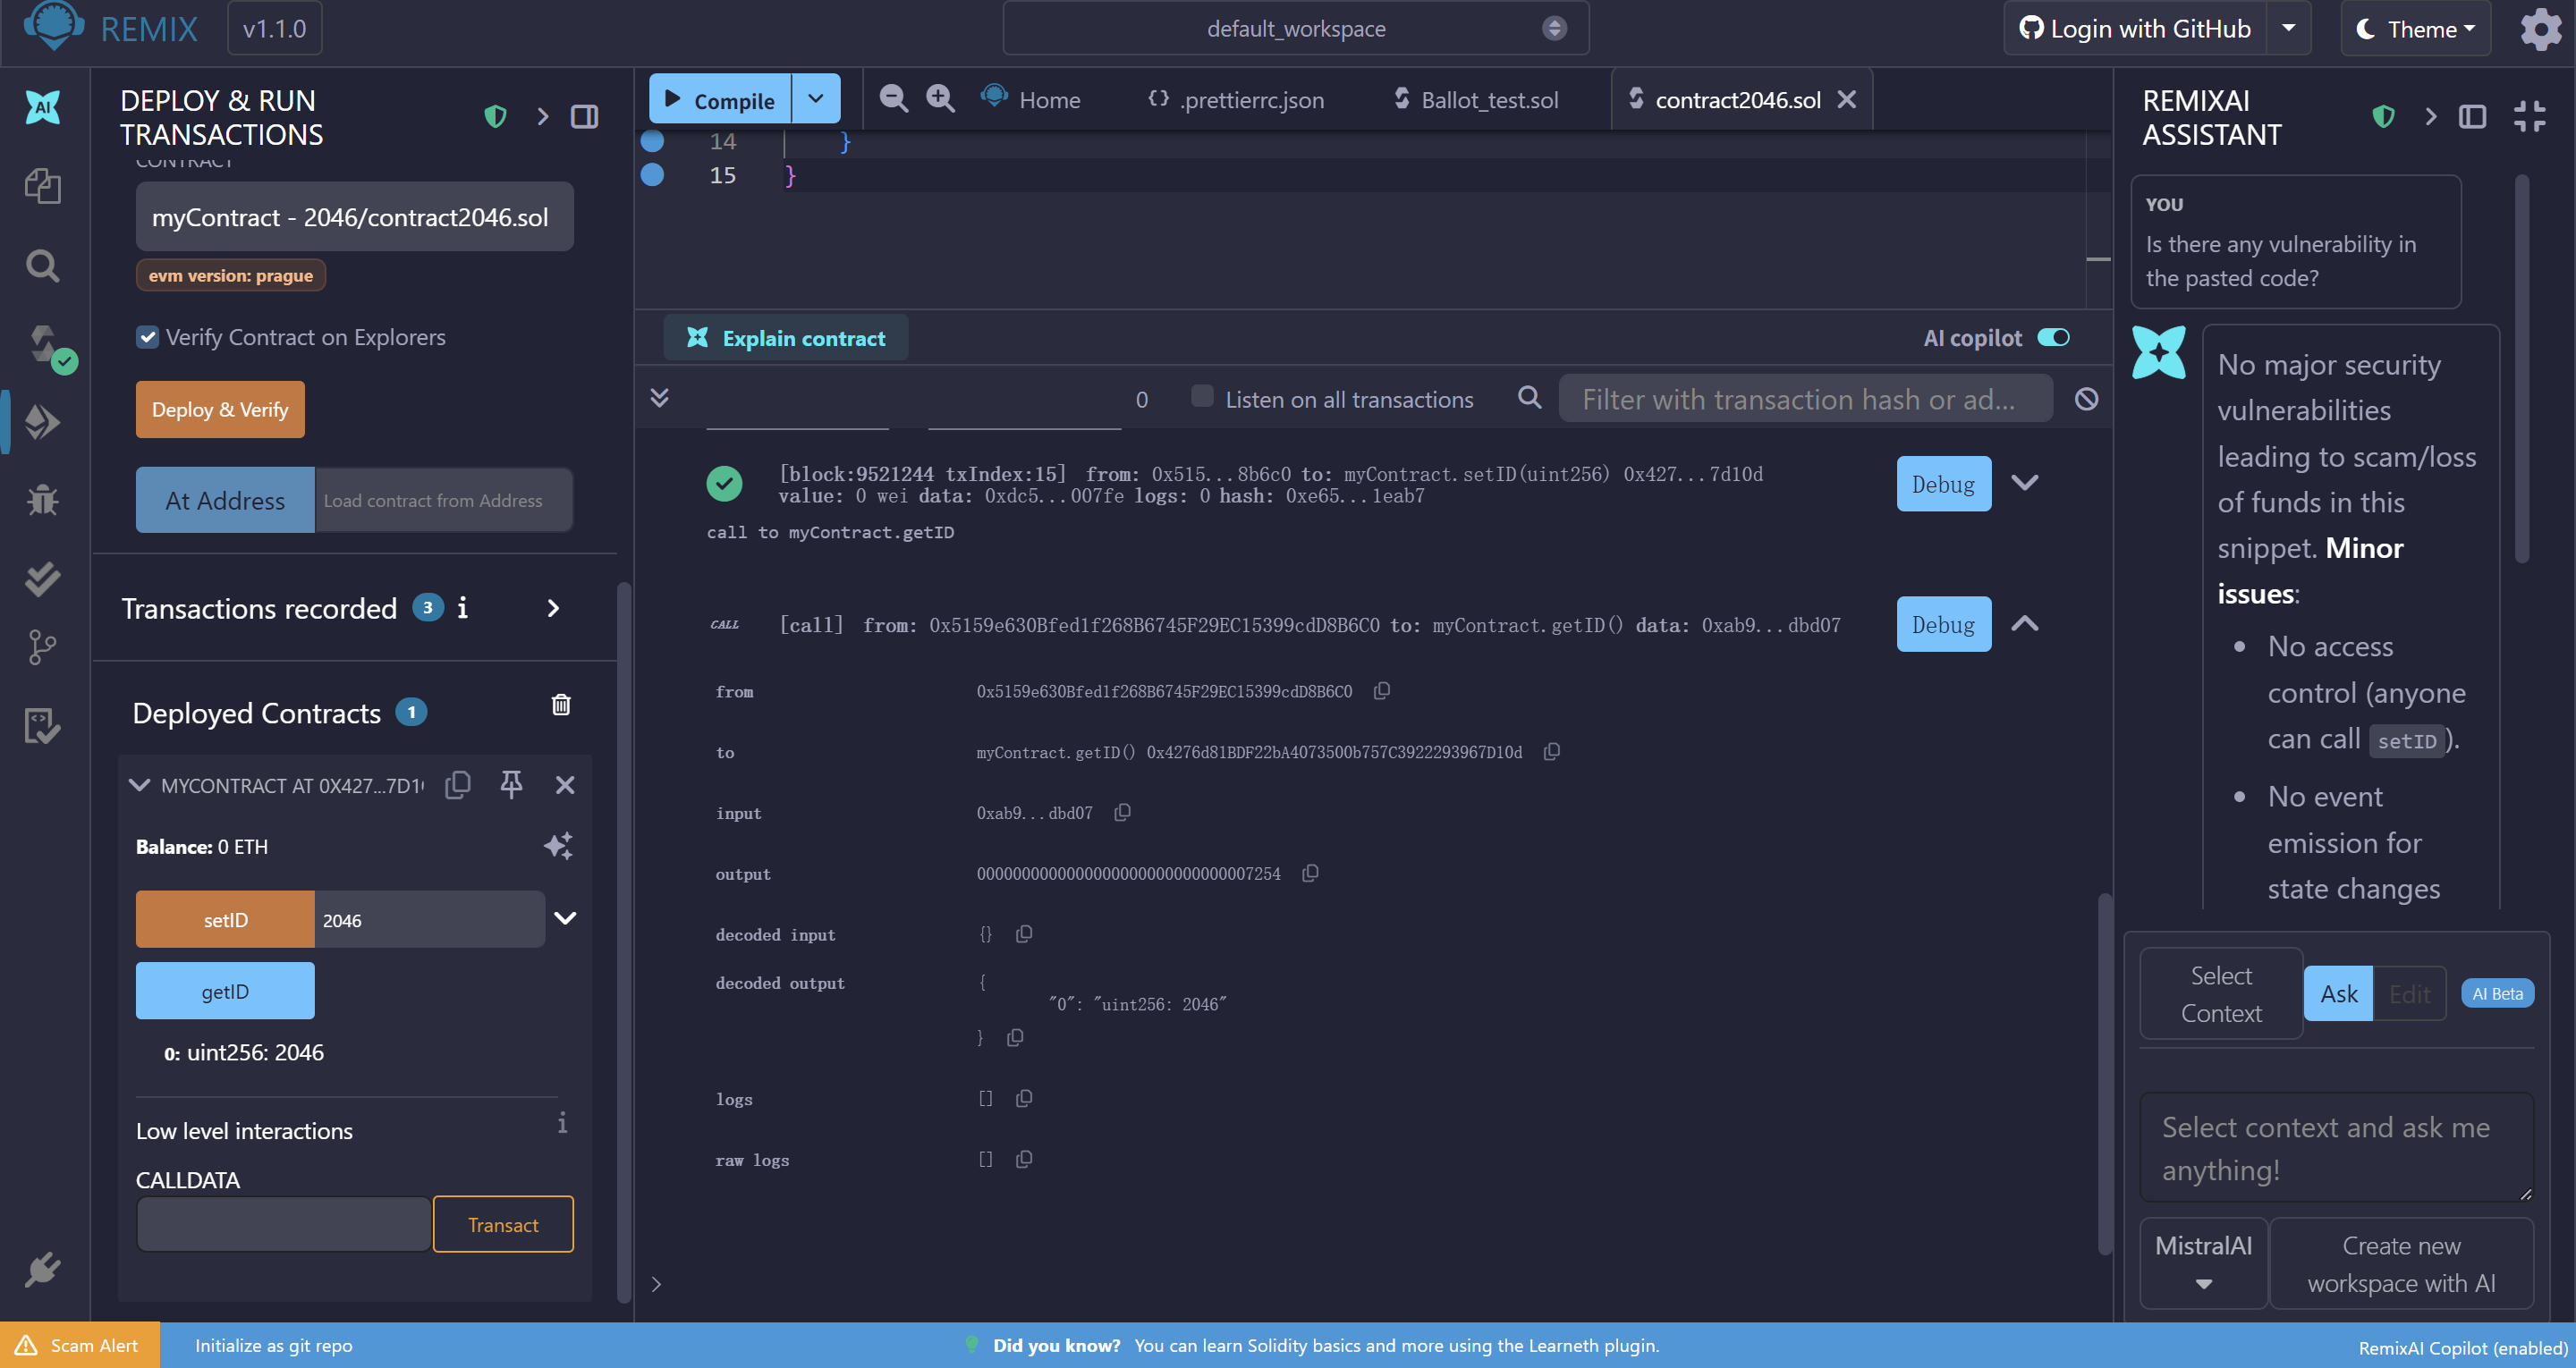 REMIX v1.1.0
default_workspace
Login with GitHub
Theme
DEPLOY & RUN
TRANSACTIONS
CONTRACT
myContract - 2046/contract2046.sol
evm version: prague
Verify Contract on Explorers
Deploy & Verify
At Address Load contract from Address
Transactions recorded 3 i
Deployed Contracts 1
MYCONTRACT AT 0X427...7D1
Balance: 0 ETH
setID 2046
getID
0: uint256: 2046
Low level interactions i
CALLDATA
Transact
Compile
Home
{} .prettierrc.json
Ballot_test.sol
contract2046.sol
14 }
15 }
Explain contract
AI copilot
0 Listen on all transactions Filter with transaction hash or ad...
[block:9521244 txIndex:15] from: 0x515...8b6c0 to: myContract.setID(uint256) 0x427...7d10d
value: 0 wei data: 0xdc5...007fe logs: 0 hash: 0xe65...1eab7
Debug
call to myContract.getID
CALL [call] from: 0x5159e630Bfed1f268B6745F29EC15399cdD8B6C0 to: myContract.getID() data: 0xab9...dbd07
Debug
from 0x5159e630Bfed1f268B6745F29EC15399cdD8B6C0
to myContract.getID() 0x4276d81BDF22bA4073500b757C3922293967D10d
input 0xab9...dbd07
output 0000000000000000000000000000007254
decoded input {}
decoded output {
"0": "uint256: 2046"
}
logs []
raw logs []
>
REMIXAI
ASSISTANT
YOU
Is there any vulnerability in
the pasted code?
No major security
vulnerabilities
leading to scam/loss
of funds in this
snippet. Minor
issues:
• No access
control (anyone
can call setID ).
• No event
emission for
state changes
Select
Context
Ask Edit AI Beta
Select context and ask me
anything!
MistralAI
Create new
workspace with AI
AI
Scam Alert
Initialize as git repo
Did you know? You can learn Solidity basics and more using the Learneth plugin.
RemixAI Copilot (enabled)